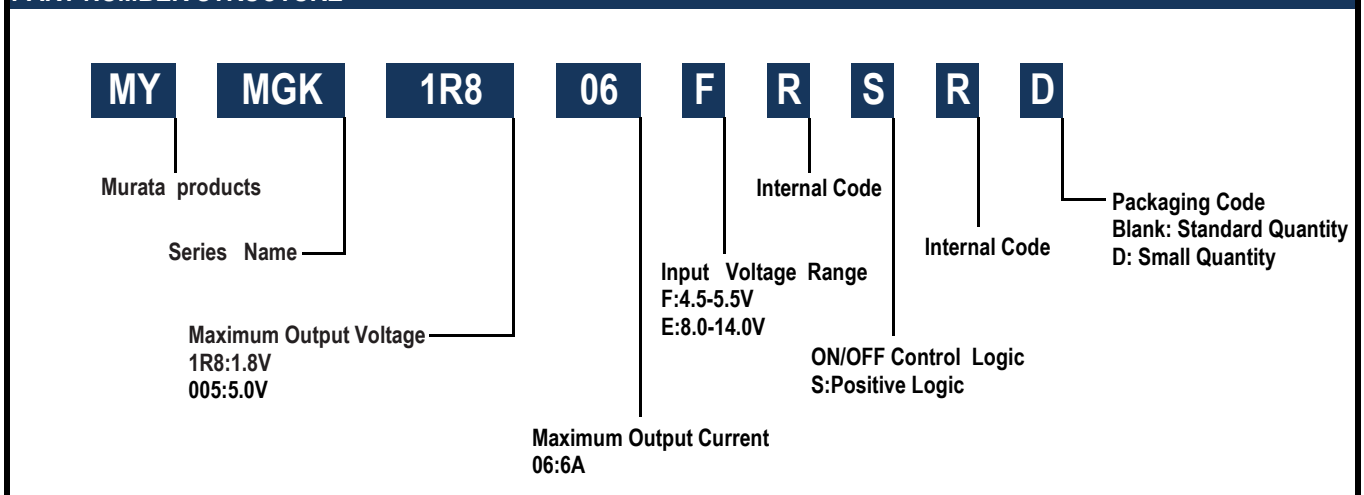 MY MGK 1R8 06 F R S R D
Murata products
Series Name
Maximum Output Voltage
1R8:1.8V
005:5.0V
Maximum Output Current
06:6A
Input Voltage Range
F:4.5-5.5V
E:8.0-14.0V
Internal Code
ON/OFF Control Logic
S:Positive Logic
Internal Code
Packaging Code
Blank: Standard Quantity
D: Small Quantity